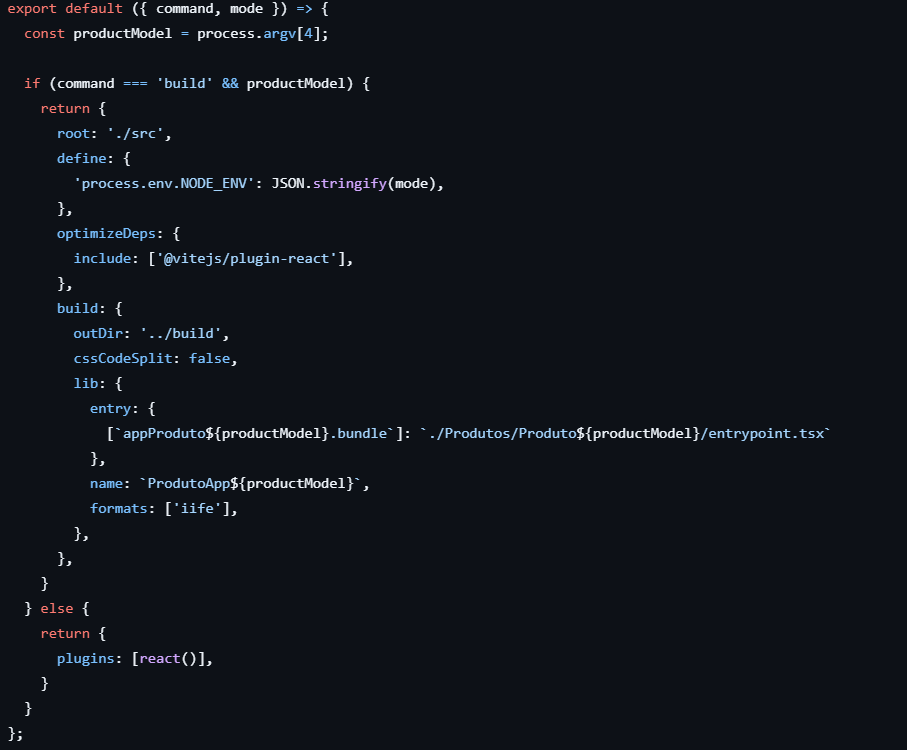 export default ({ command, mode }) => {
  const productModel = process.argv[4];

  if (command === 'build' && productModel) {
    return {
      root: './src',
      define: {
        'process.env.NODE_ENV': JSON.stringify(mode),
      },
      optimizeDeps: {
        include: ['@vitejs/plugin-react'],
      },
      build: {
        outDir: '../build',
        cssCodeSplit: false,
        lib: {
          entry: {
            [`appProduto${productModel}.bundle`]: `./Produtos/Produto${productModel}/entrypoint.tsx`
          },
          name: `ProdutoApp${productModel}`,
          formats: ['iife'],
        },
      },
    }
  } else {
    return {
      plugins: [react()],
    }
  }
};